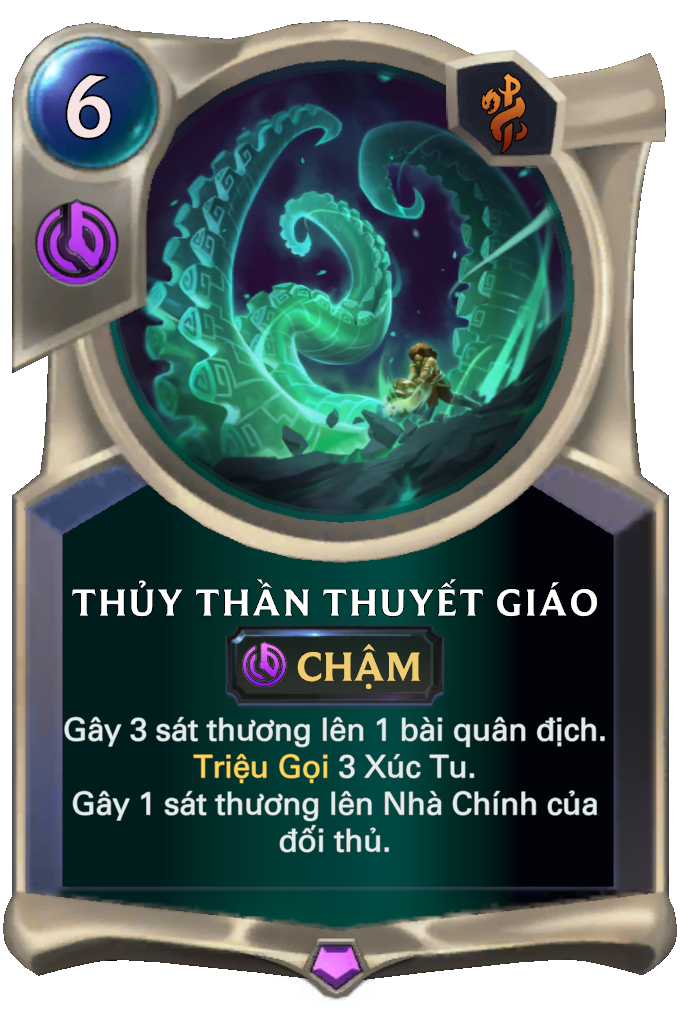 6
THỦY THẦN THUYẾT GIÁO
CHẬM
Gây 3 sát thương lên 1 bài quân địch.
Triệu Gọi 3 Xúc Tu.
Gây 1 sát thương lên Nhà Chính của
đối thủ.